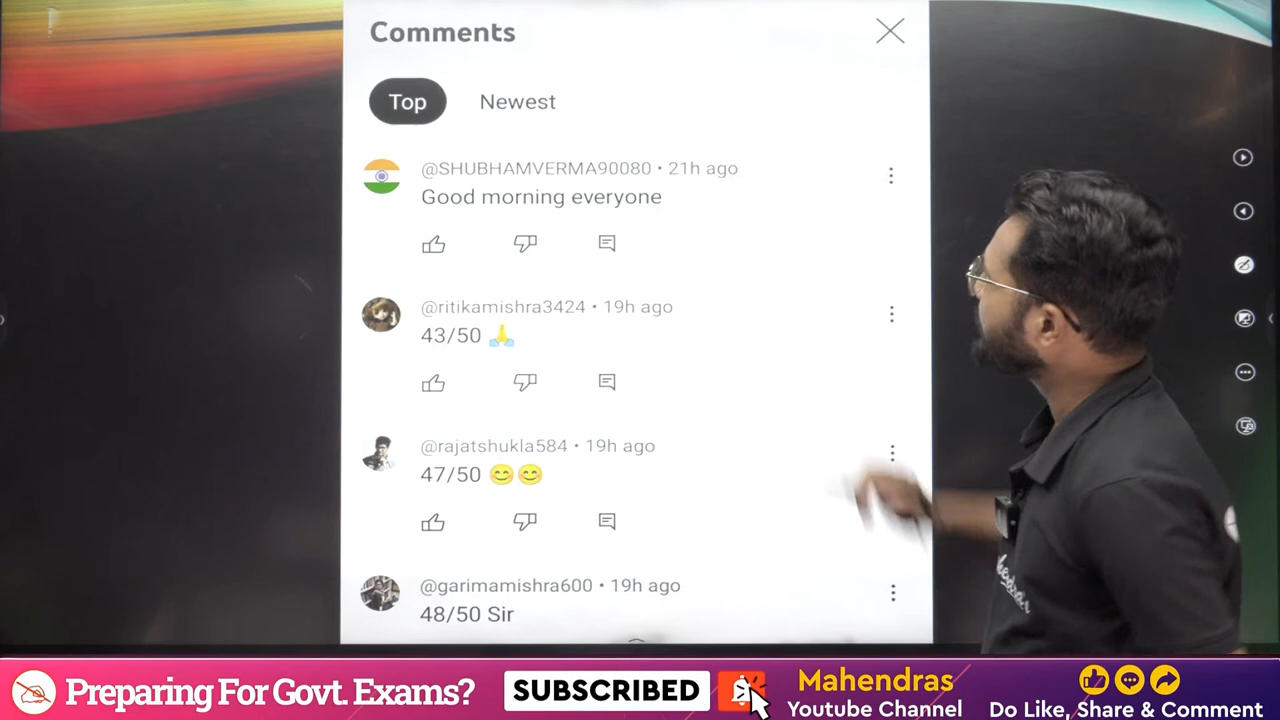 Comments
Top
Newest
@SHUBHAMVERMA90080 • 21h ago
Good morning everyone
@ritikamishra3424 • 19h ago
43/50 🙏
@rajatshukla584 • 19h ago
47/50 😊😊
@garimamishra600 • 19h ago
48/50 Sir
Preparing For Govt. Exams?
SUBSCRIBED
Mahendras
Youtube Channel
Do Like, Share & Comment